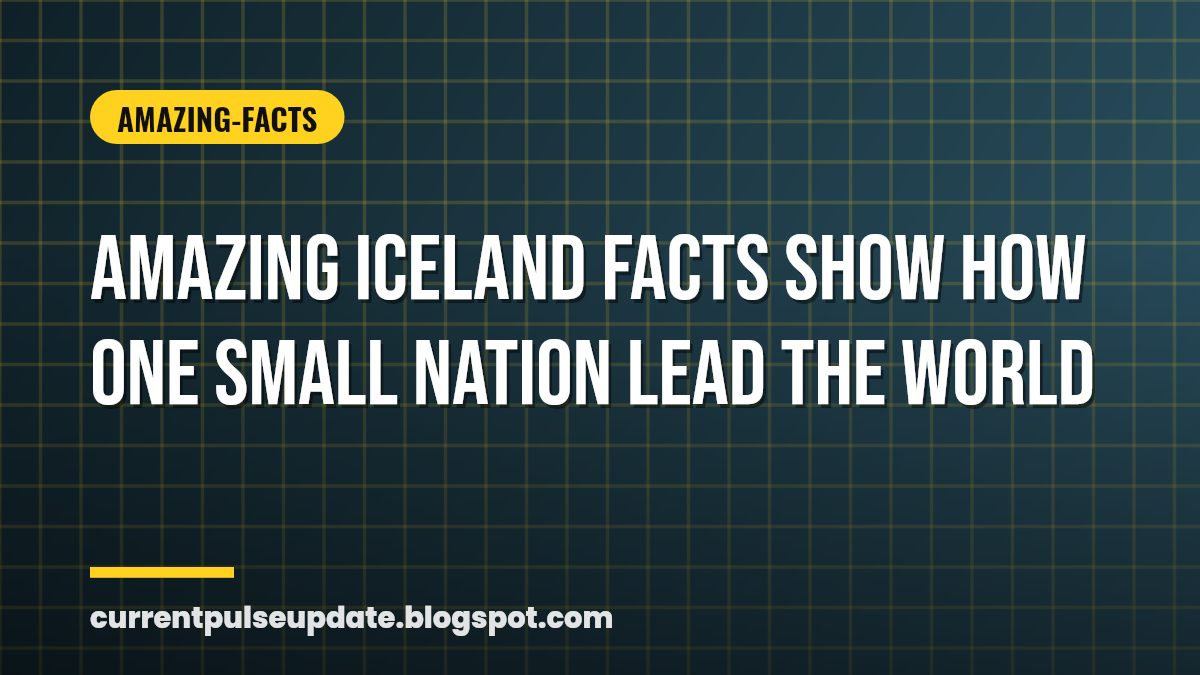 AMAZING-FACTS
AMAZING ICELAND FACTS SHOW HOW
ONE SMALL NATION LEAD THE WORLD
currentpulseupdate.blogspot.com